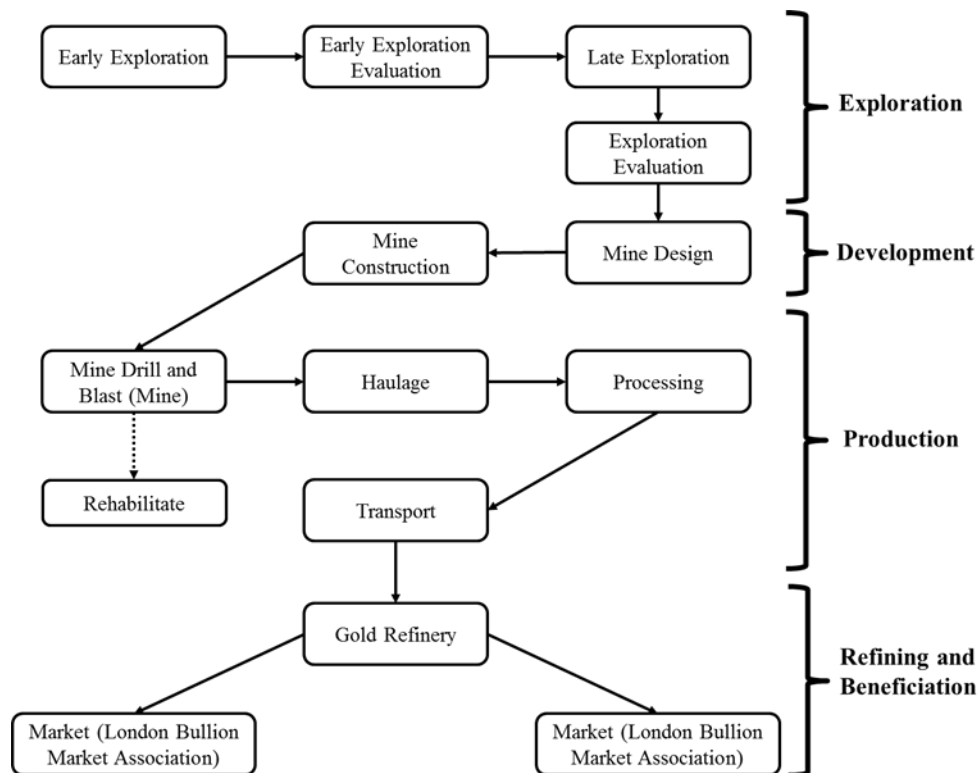 Early Exploration
Early Exploration
Evaluation
Late Exploration
Exploration
Exploration
Evaluation
Mine
Construction
Mine Design
Development
Mine Drill and
Blast (Mine)
Haulage
Processing
Production
Rehabilitate
Transport
Gold Refinery
Refining and
Beneficiation
Market (London Bullion
Market Association)
Market (London Bullion
Market Association)